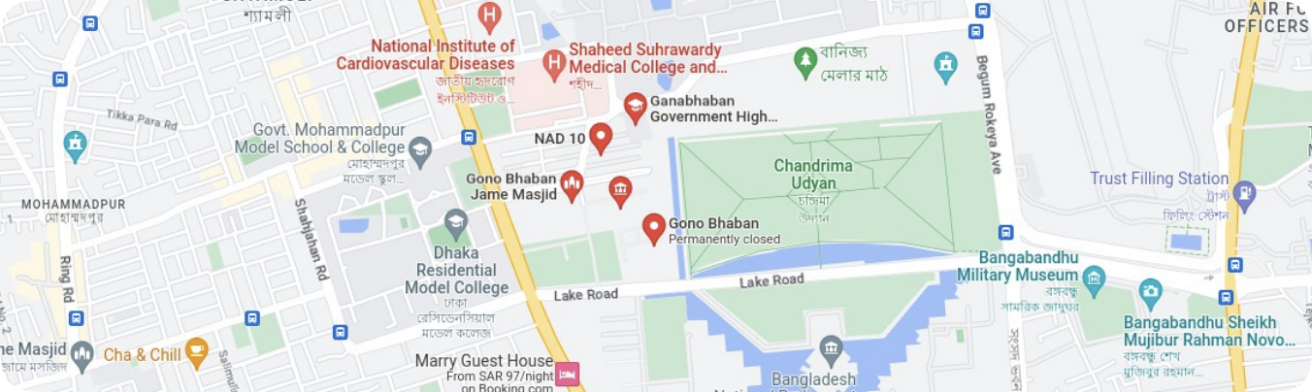 শ্যামলী
National Institute of
Cardiovascular Diseases
জাতীয় হৃদরোগ
ইনস্টিটিউট ও...
Shaheed Suhrawardy
Medical College and...
শহীদ...
বাণিজ্য
মেলার মাঠ
AIR FC
OFFICERS
Begum Rokeya Ave
Tikka Para Rd
Ganabhaban
Government High...
NAD 10
Govt. Mohammadpur
Model School & College
মোহাম্মদপুর
মডেল স্কুল...
Gono Bhaban
Jame Masjid
Chandrima
Udyan
চন্দ্রিমা
উদ্যান
Trust Filling Station
ট্রাস্ট
ফিলিং স্টেশন
MOHAMMADPUR
মোহাম্মদপুর
Shahjahan Rd
Gono Bhaban
Permanently closed
Dhaka
Residential
Model College
ঢাকা
রেসিডেনসিয়াল
মডেল কলেজ
Ring Rd
Lake Road
Lake Road
Bangabandhu
Military Museum
বঙ্গবন্ধু
সামরিক জাদুঘর
Bangabandhu Sheikh
Mujibur Rahman Novo...
বঙ্গবন্ধু শেখ
মুজিবুর রহমান...
ne Masjid
জামে মসজিদ
Cha & Chill
Marry Guest House
From SAR 97/night
on Booking.com
Bangladesh